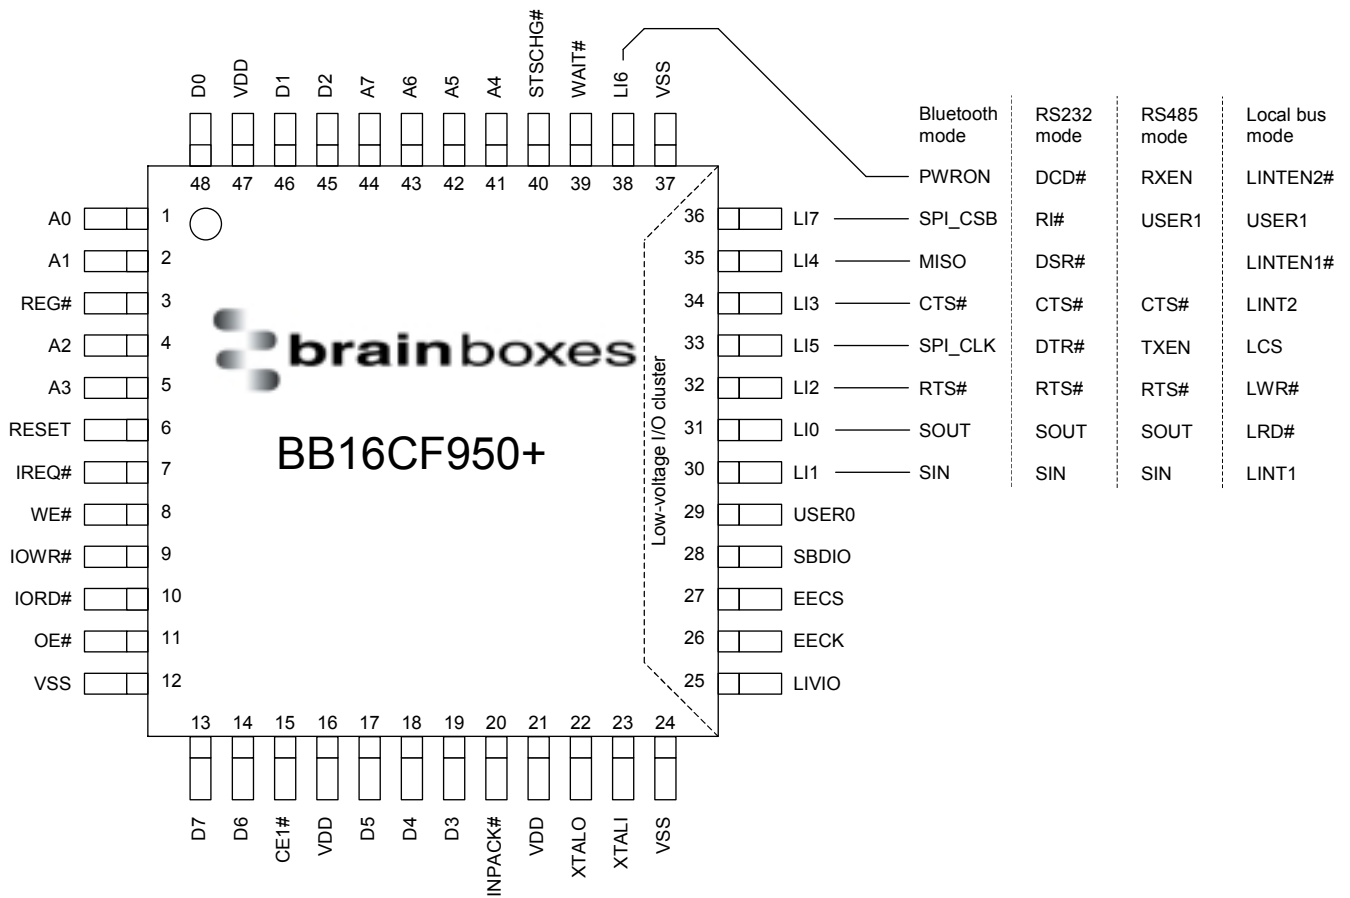 D0 VDD D1 D2 A7 A6 A5 A4 STSCHG# WAIT# LI6 VSS
48 47 46 45 44 43 42 41 40 39 38 37
Bluetooth mode RS232 mode RS485 mode Local bus mode
PWRON DCD# RXEN LINTEN2#
A0 1 36 LI7 SPI_CSB RI# USER1 USER1
A1 2 35 LI4 MISO DSR# LINTEN1#
REG# 3 34 LI3 CTS# CTS# CTS# LINT2
A2 4 33 LI5 SPI_CLK DTR# TXEN LCS
A3 5 32 LI2 RTS# RTS# RTS# LWR#
RESET 6 31 LI0 SOUT SOUT SOUT LRD#
IREQ# 7 30 LI1 SIN SIN SIN LINT1
WE# 8 29 USER0
IOWR# 9 28 SBDIO
IORD# 10 27 EECS
OE# 11 26 EECK
VSS 12 25 LIVIO
brainboxes
BB16CF950+
Low-voltage I/O cluster
13 14 15 16 17 18 19 20 21 22 23 24
D7 D6 CE1# VDD D5 D4 D3 INPACK# VDD XTALO XTALI VSS